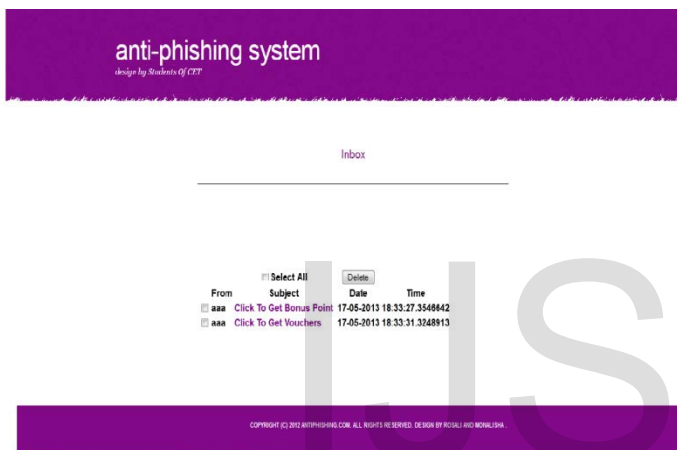 anti-phishing system
design by Students Of CET
Inbox
Select All Delete
From Subject Date Time
aaa Click To Get Bonus Point 17-05-2013 18:33:27.3546642
aaa Click To Get Vouchers 17-05-2013 18:33:31.3248913
COPYRIGHT (C) 2012 ANTIPHISHING.COM. ALL RIGHTS RESERVED. DESIGN BY ROSALI AND MONALISHA .
IJS